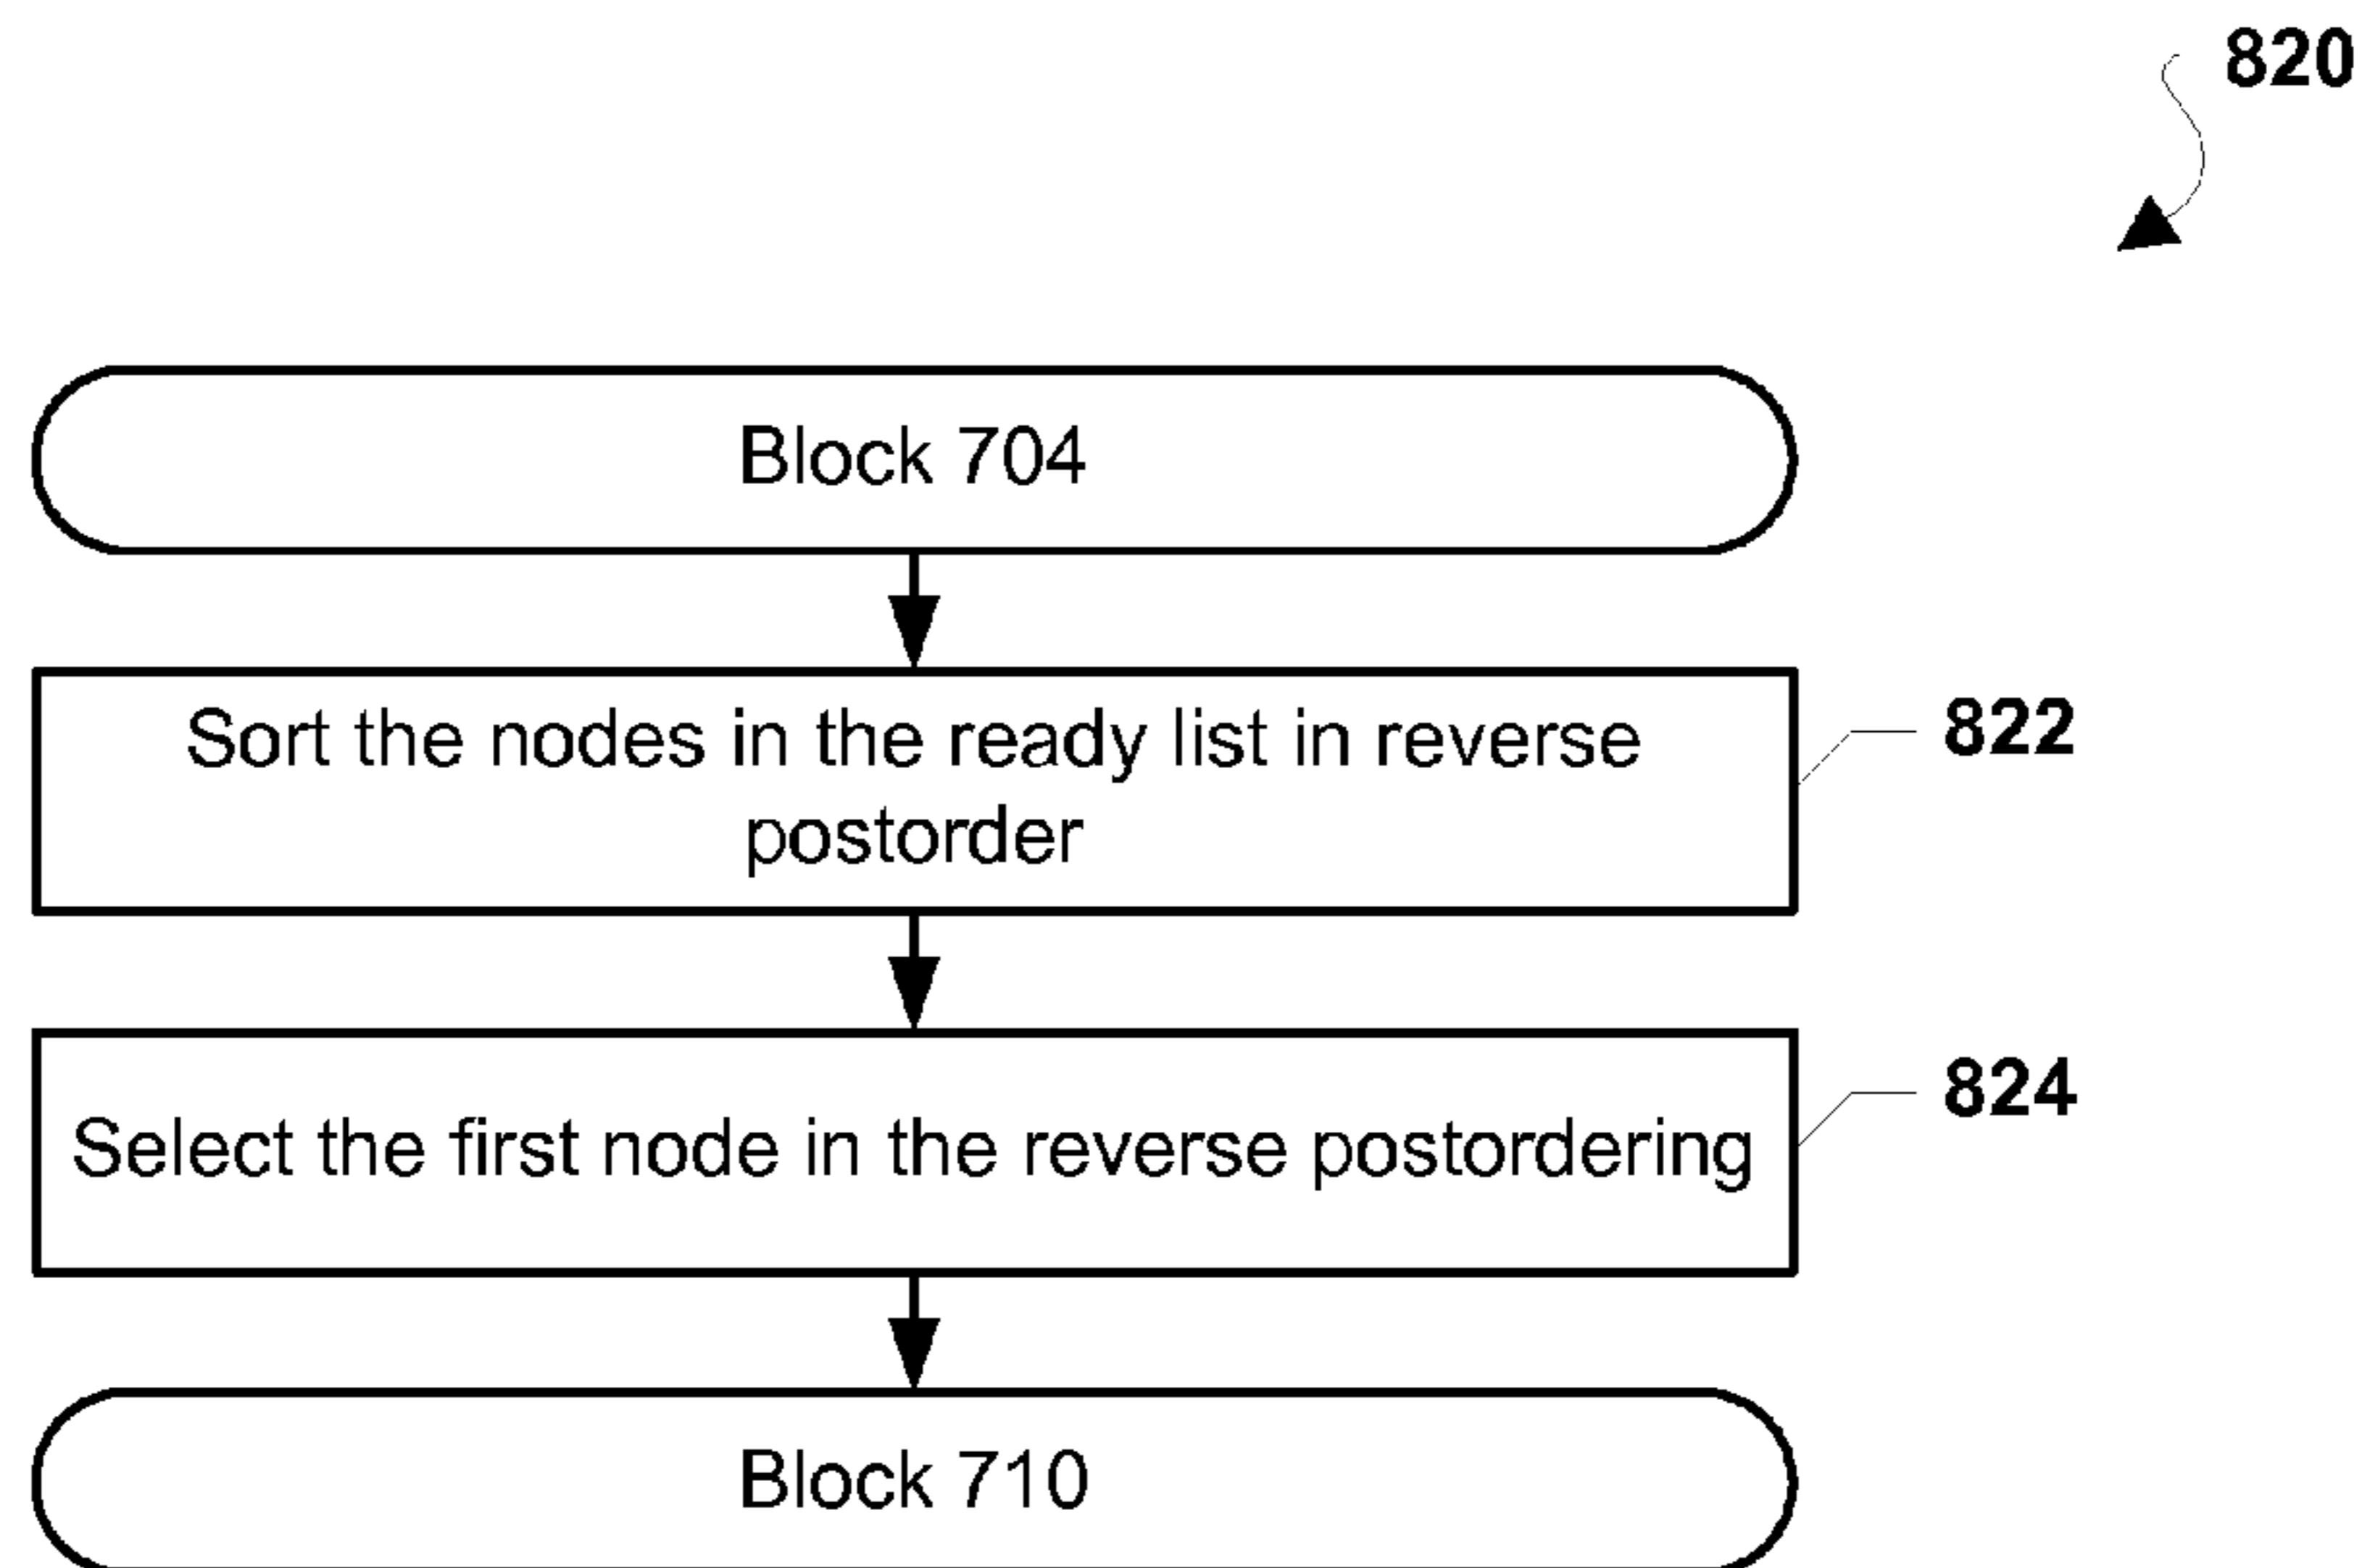 820
Block 704
Sort the nodes in the ready list in reverse
postorder
822
Select the first node in the reverse postordering
824
Block 710